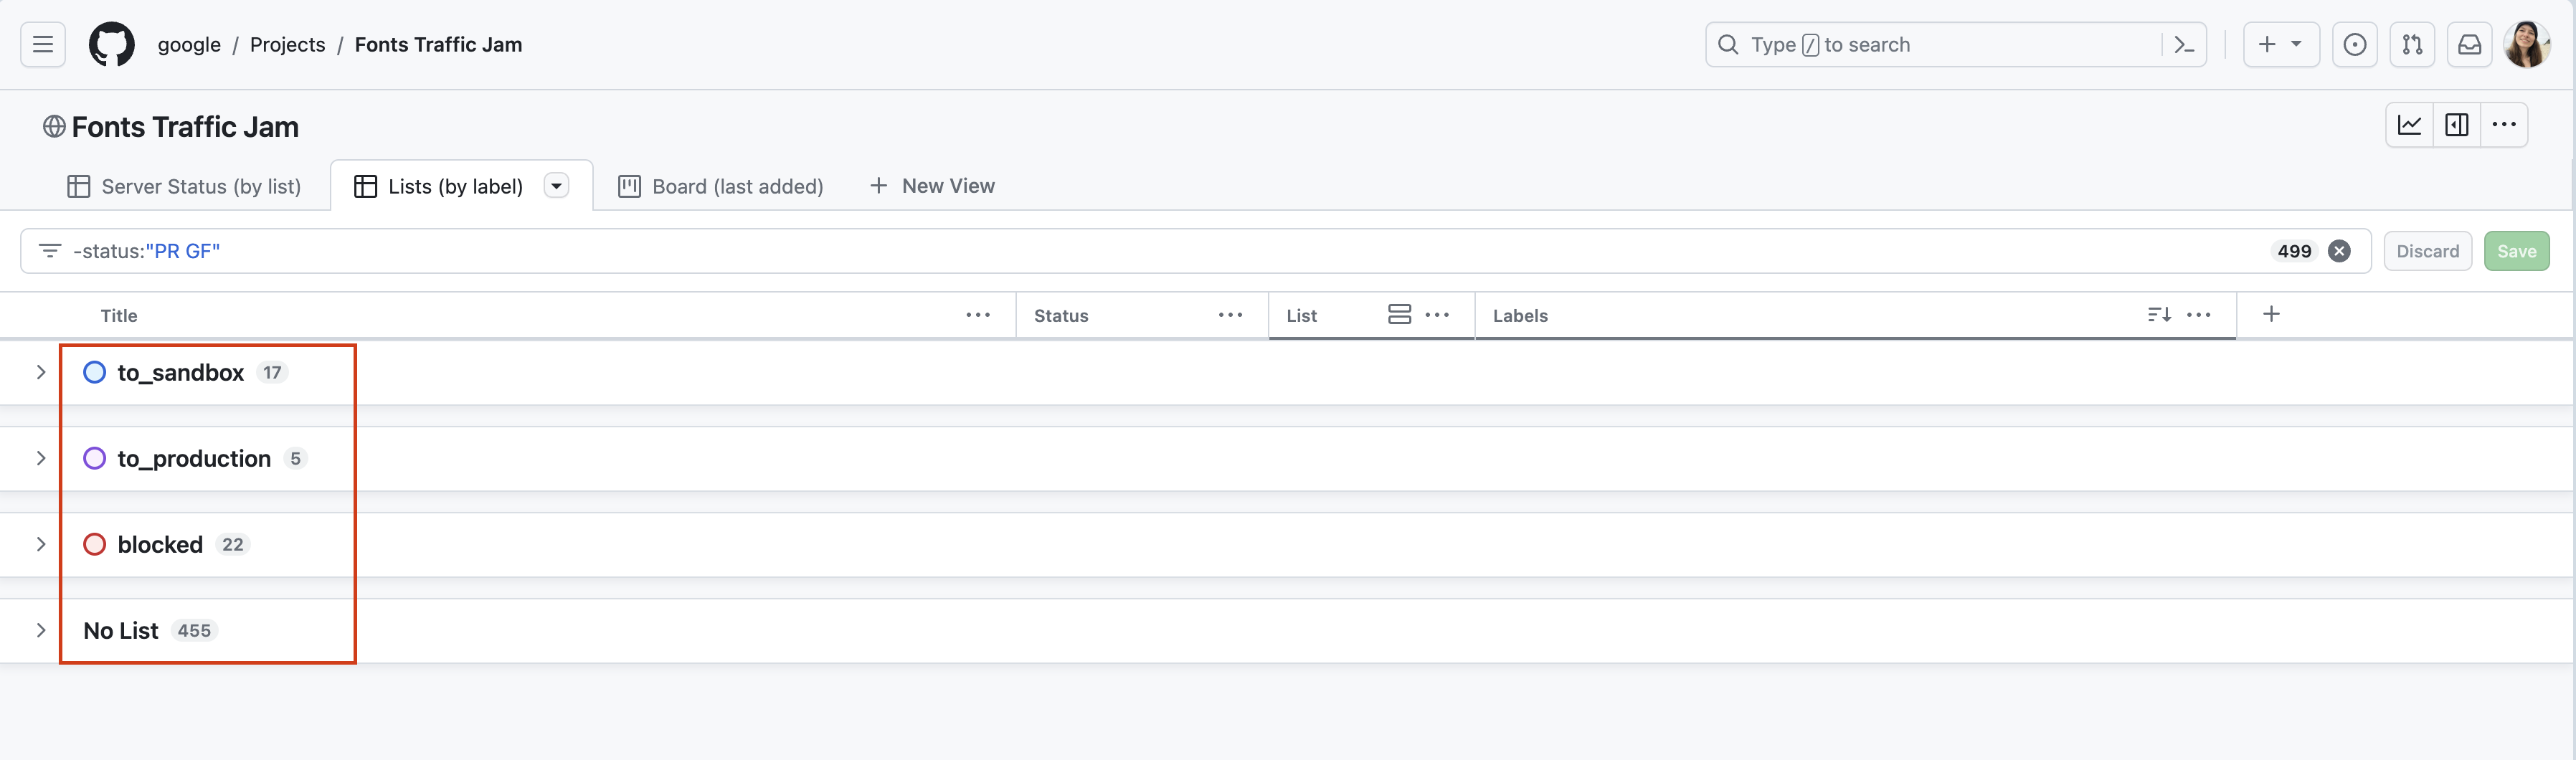 google / Projects / Fonts Traffic Jam
Type / to search
Fonts Traffic Jam
Server Status (by list)
Lists (by label)
Board (last added)
+ New View
-status:"PR GF"
499
Discard
Save
Title
Status
List
Labels
to_sandbox 17
to_production 5
blocked 22
No List 455